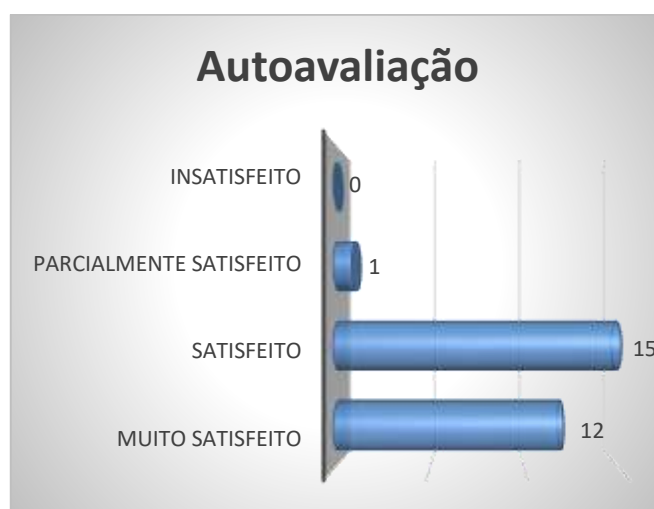 Autoavaliação
INSATISFEITO 0
PARCIALMENTE SATISFEITO 1
SATISFEITO 15
MUITO SATISFEITO 12